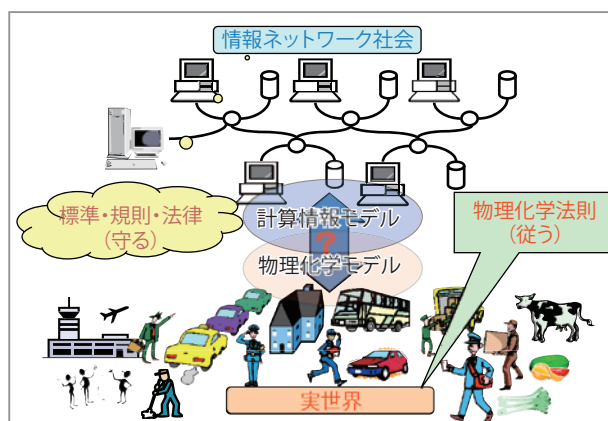 情報ネットワーク社会
標準・規則・法律
(守る)
計算情報モデル
?
物理化学モデル
物理化学法則
(従う)
実世界